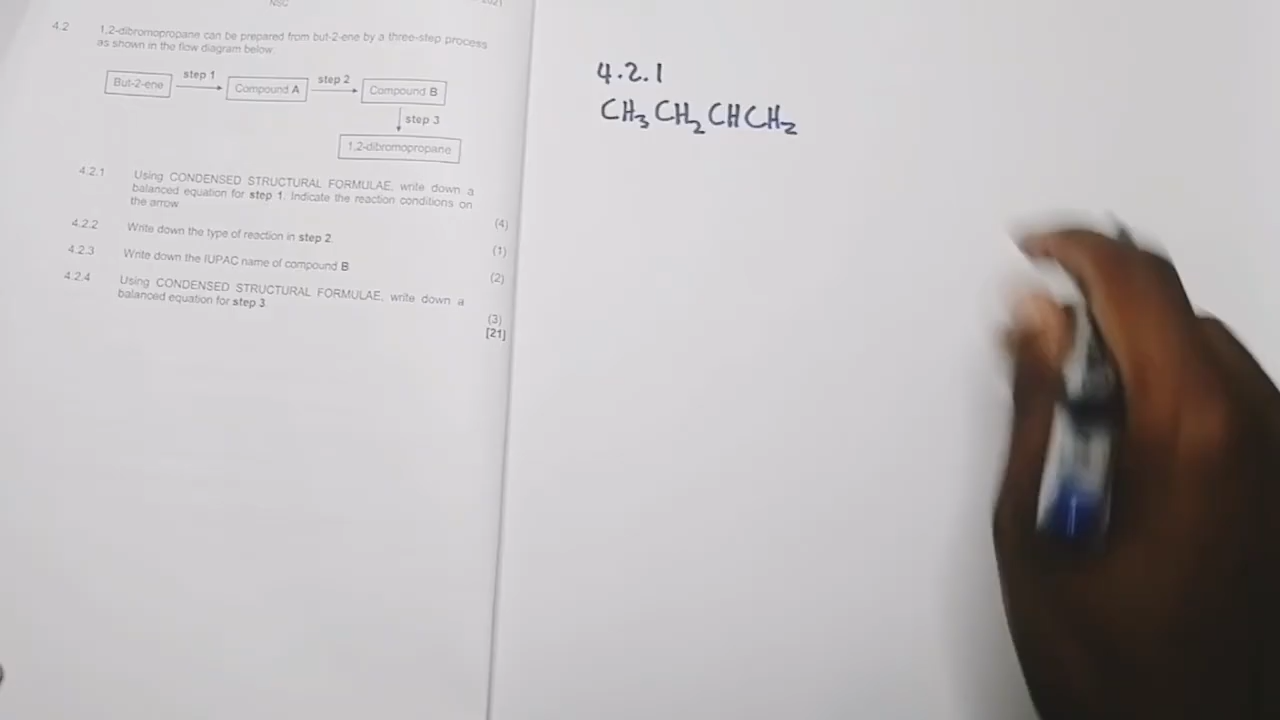 NSC
2021
4.2 1,2-dibromopropane can be prepared from but-2-ene by a three-step process
as shown in the flow diagram below.
But-2-ene step 1 Compound A step 2 Compound B
step 3
1,2-dibromopropane
4.2.1 Using CONDENSED STRUCTURAL FORMULAE, write down a
balanced equation for step 1. Indicate the reaction conditions on
the arrow. (4)
4.2.2 Write down the type of reaction in step 2. (1)
4.2.3 Write down the IUPAC name of compound B (2)
4.2.4 Using CONDENSED STRUCTURAL FORMULAE, write down a
balanced equation for step 3. (3)
[21]
4.2.1
CH₃CH₂CHCH₂